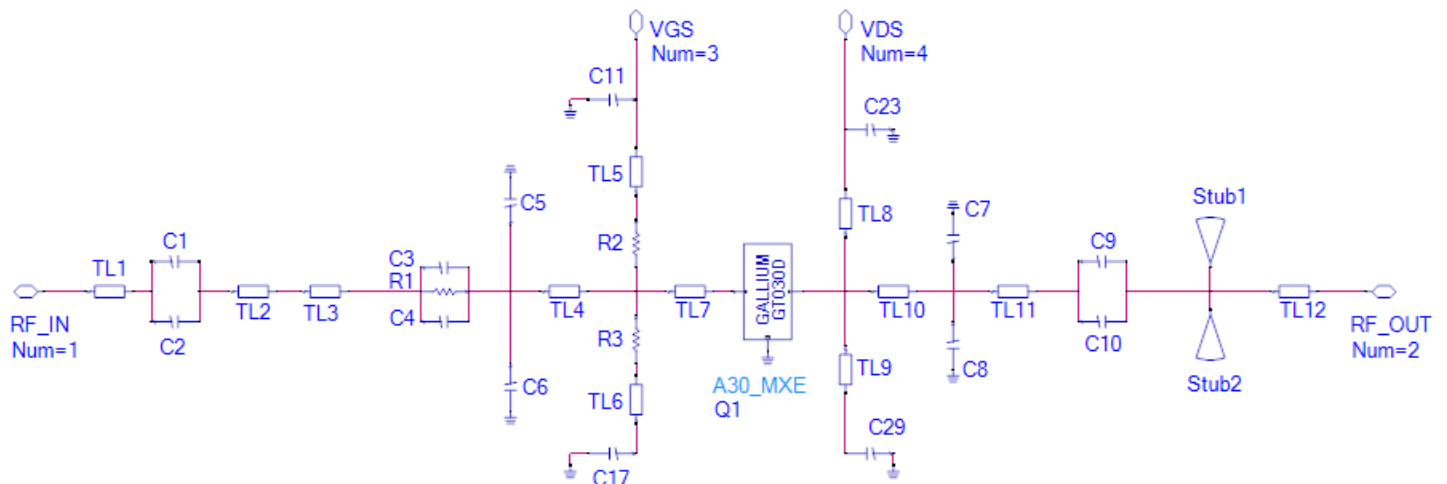 VGS
Num=3
VDS
Num=4
C11
C23
TL5
C5
TL8
C7
Stub1
R2
C1
C3
C9
TL1
R1
GALLIUM
GT030D
TL2
TL3
TL4
TL7
TL10
TL11
TL12
RF_IN
Num=1
C2
C4
R3
C10
RF_OUT
Num=2
C6
TL6
A30_MXE
Q1
TL9
C8
Stub2
C17
C29